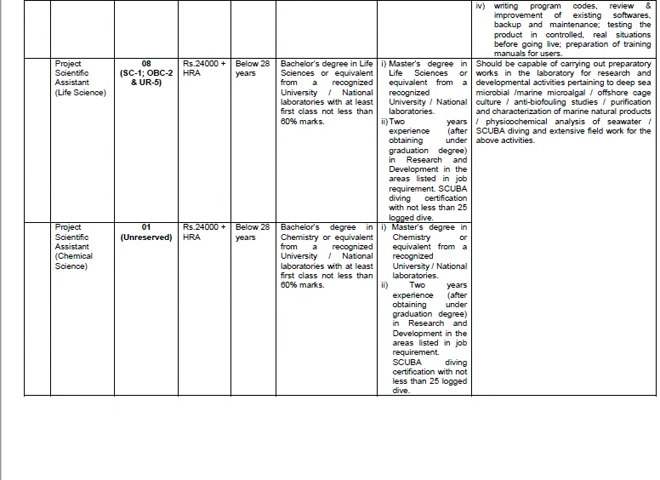 iv) writing program codes, review &
improvement of existing softwares,
backup and maintenance; testing the
product in controlled, real situations
before going live; preparation of training
manuals for users.
Project
Scientific
Assistant
(Life Science)
08
(SC-1; OBC-2
& UR-5)
Rs.24000 +
HRA
Below 28
years
Bachelor's degree in Life
Sciences or equivalent
from a recognized
University / National
laboratories with at least
first class not less than
60% marks.
i) Master's degree in
Life Sciences or
equivalent from a
recognized
University / National
laboratories.
ii)Two years
experience (after
obtaining under
graduation degree)
in Research and
Development in the
areas listed in job
requirement. SCUBA
diving certification
with not less than 25
logged dive.
Should be capable of carrying out preparatory
works in the laboratory for research and
developmental activities pertaining to deep sea
microbial /marine microalgal / offshore cage
culture / anti-biofouling studies / purification
and characterization of marine natural products
/ physicochemical analysis of seawater /
SCUBA diving and extensive field work for the
above activities.
Project
Scientific
Assistant
(Chemical
Science)
01
(Unreserved)
Rs.24000 +
HRA
Below 28
years
Bachelor's degree in
Chemistry or equivalent
from a recognized
University / National
laboratories with at least
first class not less than
60% marks.
i) Master's degree in
Chemistry or
equivalent from a
recognized
University / National
laboratories.
ii) Two years
experience (after
obtaining under
graduation degree)
in Research and
Development in the
areas listed in job
requirement.
SCUBA diving
certification with not
less than 25 logged
dive.